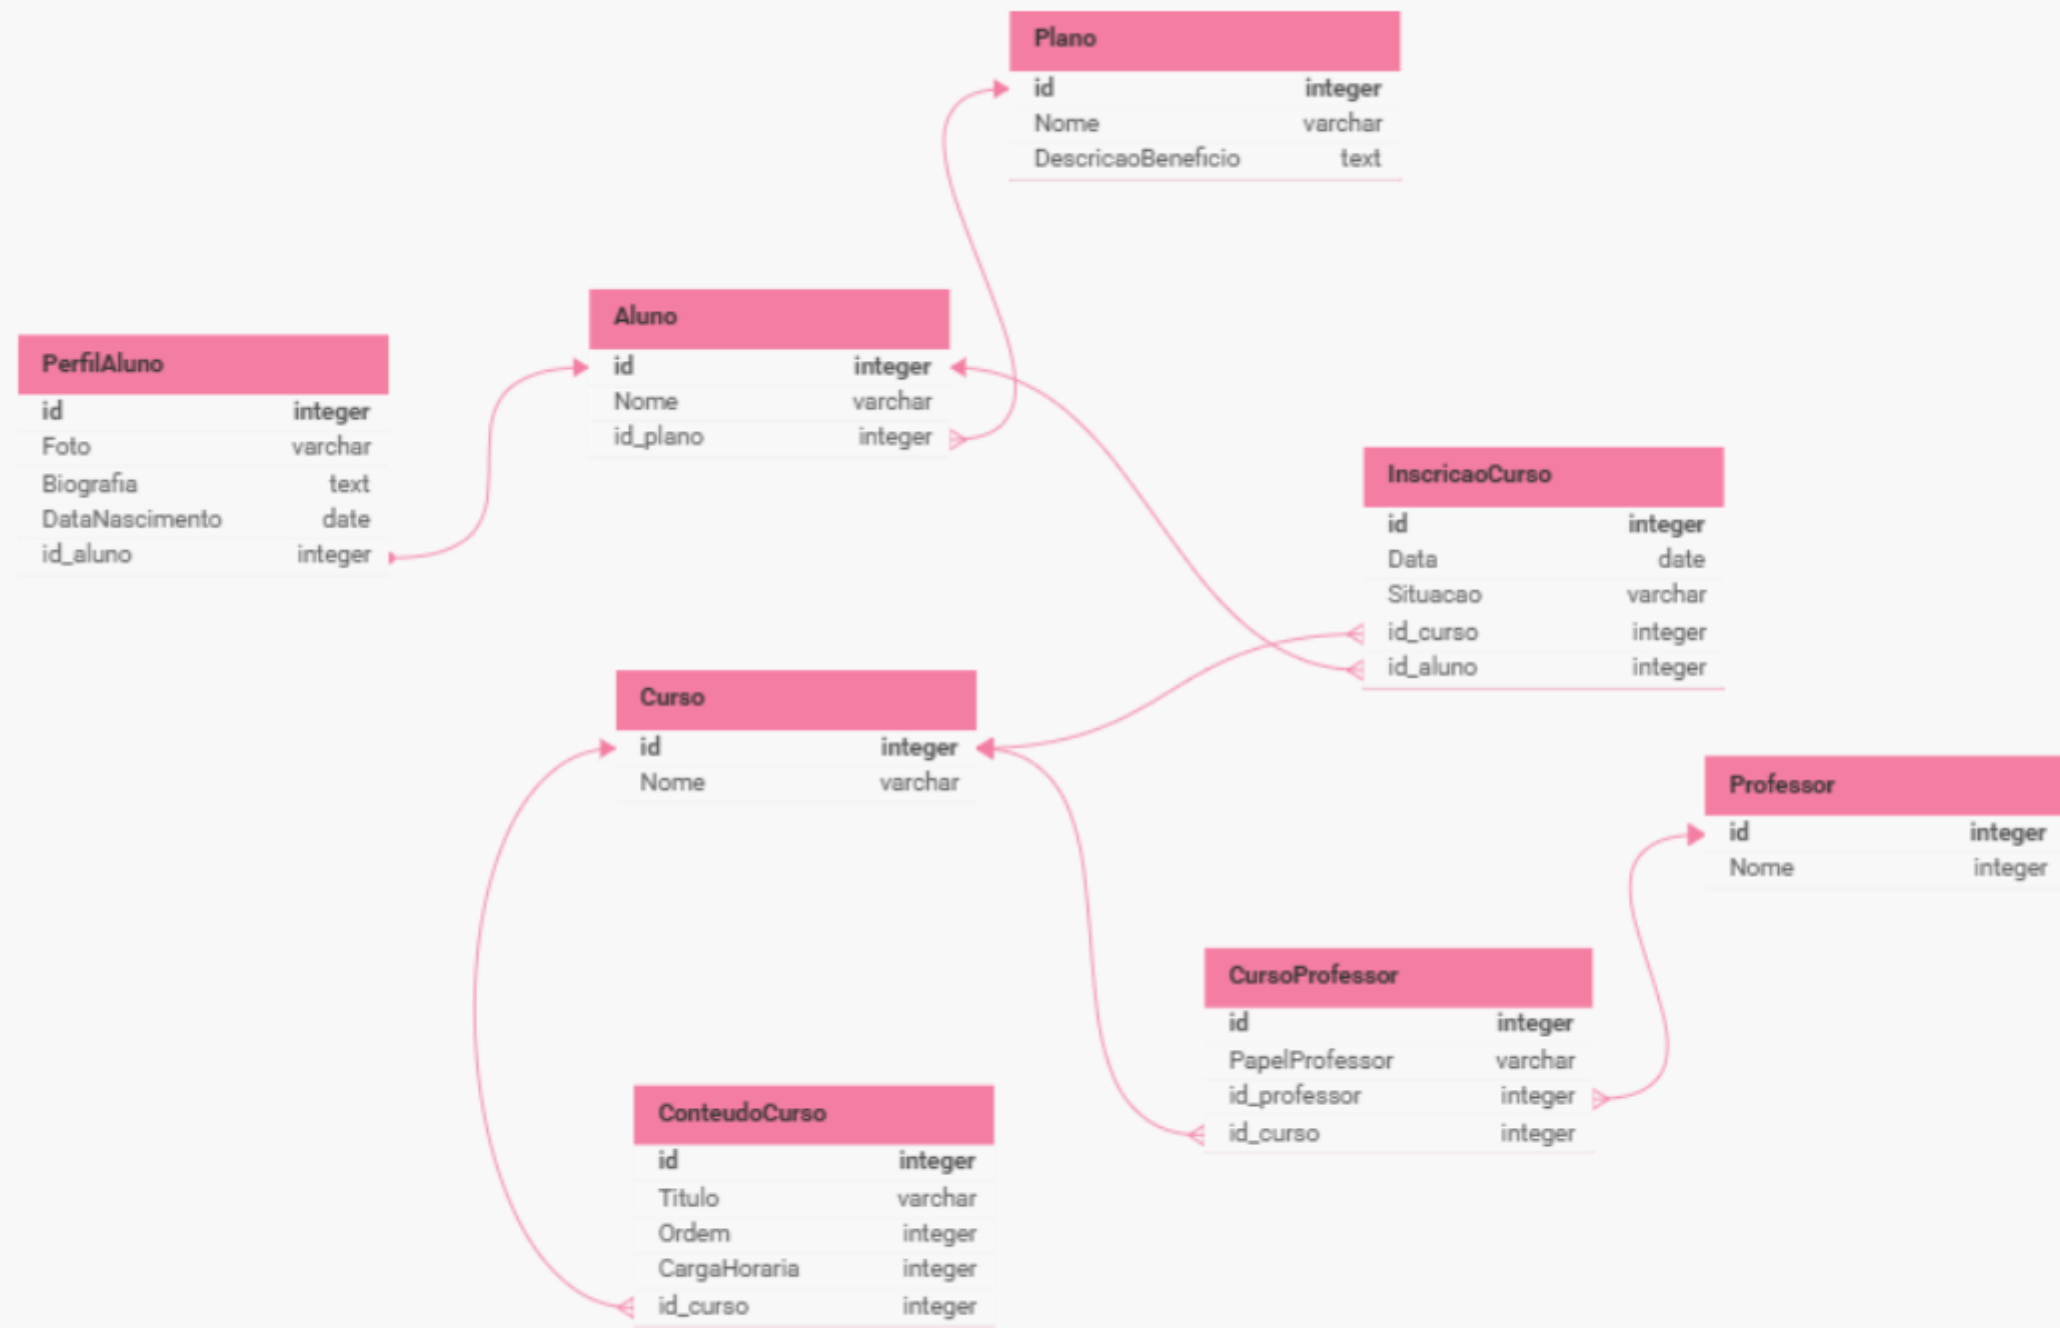 Plano
id integer
Nome varchar
DescricaoBeneficio text
Aluno
id integer
Nome varchar
id_plano integer
PerfilAluno
id integer
Foto varchar
Biografia text
DataNascimento date
id_aluno integer
InscricaoCurso
id integer
Data date
Situacao varchar
id_curso integer
id_aluno integer
Curso
id integer
Nome varchar
Professor
id integer
Nome integer
CursoProfessor
id integer
PapelProfessor varchar
id_professor integer
id_curso integer
ConteudoCurso
id integer
Titulo varchar
Ordem integer
CargaHoraria integer
id_curso integer